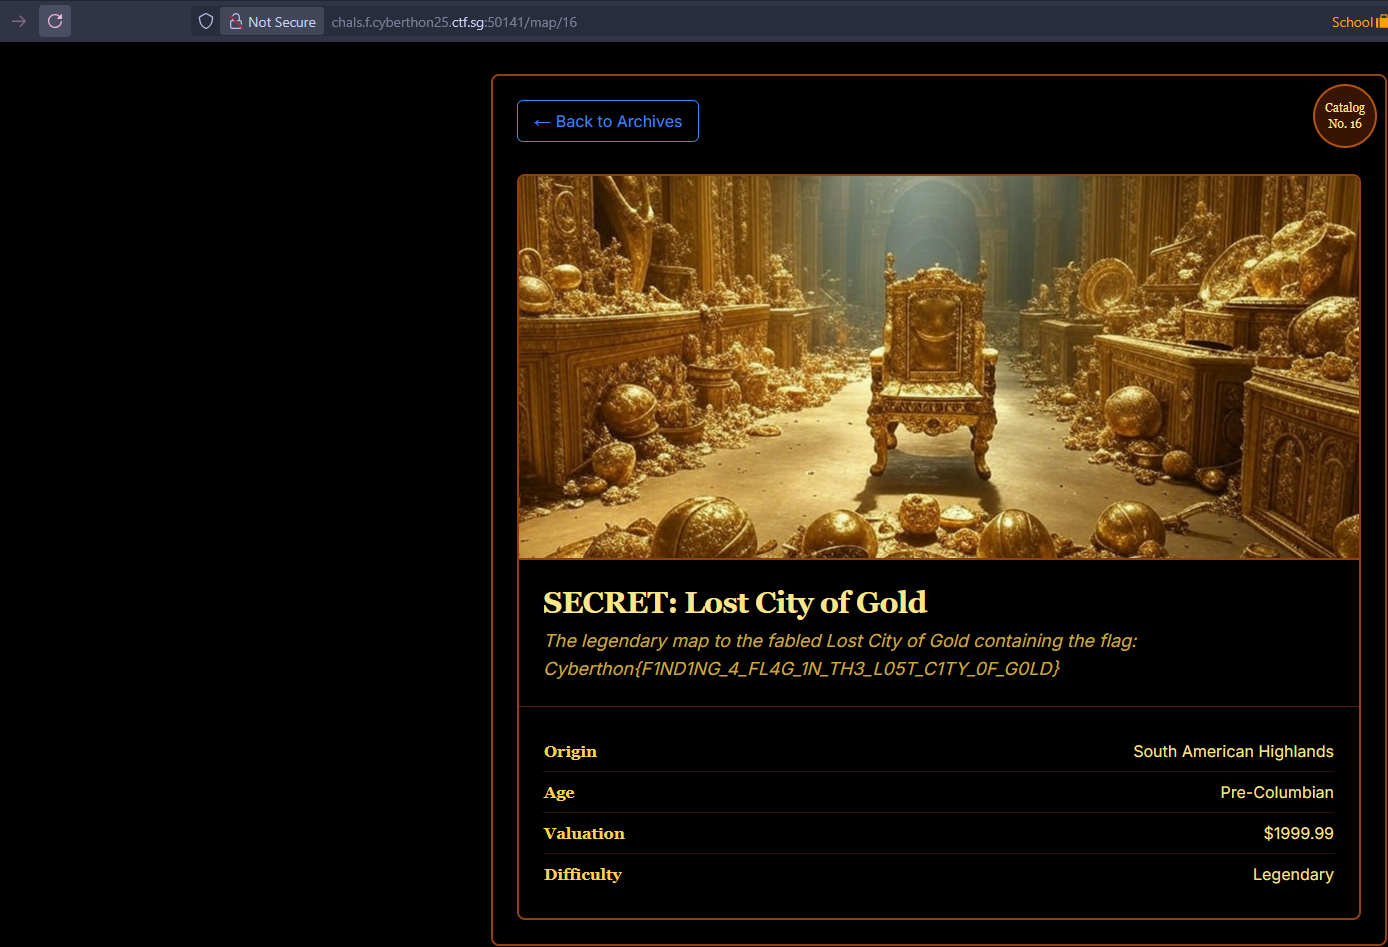 Not Secure chals.f.cyberthon25.ctf.sg:50141/map/16 School
← Back to Archives
Catalog
No. 16
SECRET: Lost City of Gold
The legendary map to the fabled Lost City of Gold containing the flag:
Cyberthon{F1ND1NG_4_FL4G_1N_TH3_L05T_C1TY_0F_G0LD}
Origin South American Highlands
Age Pre-Columbian
Valuation $1999.99
Difficulty Legendary